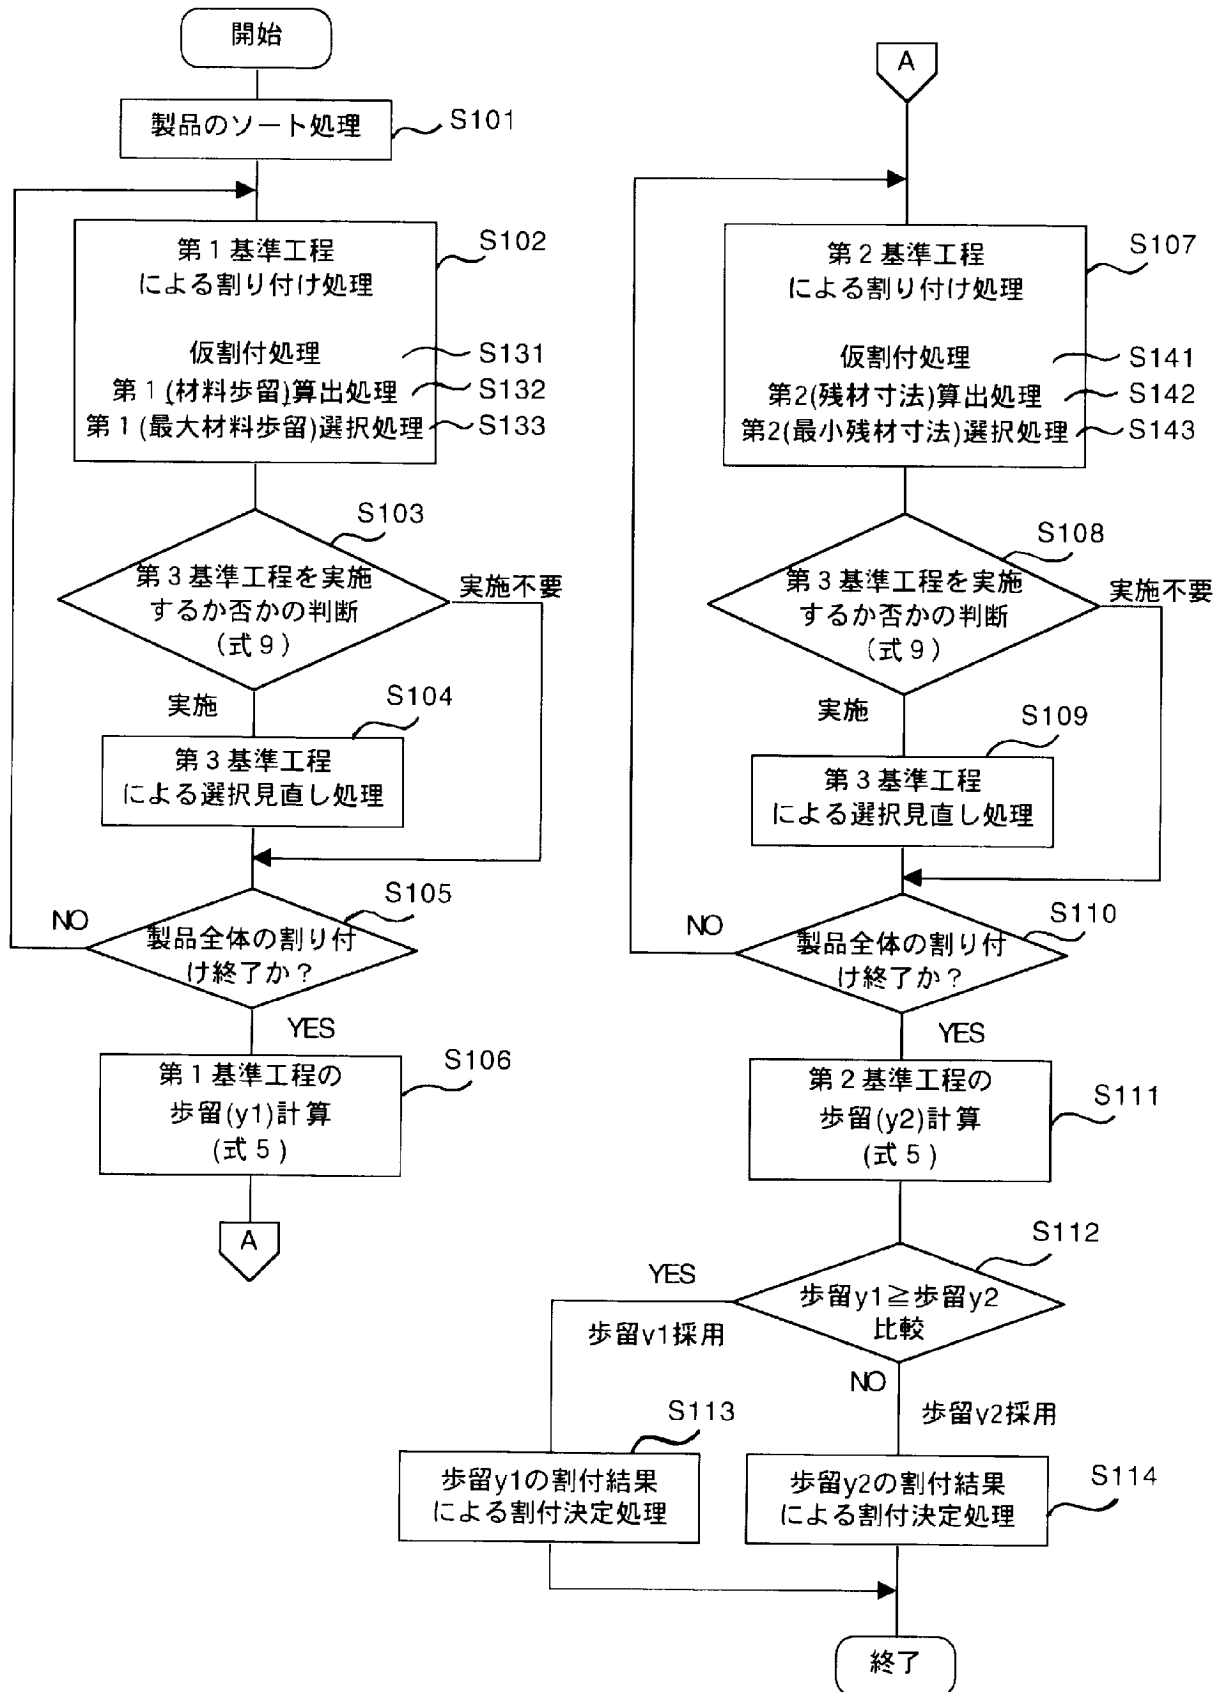 開始
製品のソート処理
S101
第1基準工程
による割り付け処理
S102
仮割付処理
S131
第1(材料歩留)算出処理
S132
第1(最大材料歩留)選択処理
S133
S103
第3基準工程を実施
するか否かの判断
(式9)
実施不要
実施
S104
第3基準工程
による選択見直し処理
S105
NO
製品全体の割り付
け終了か?
YES
第1基準工程の
歩留(y1)計算
(式5)
S106
A
A
第2基準工程
による割り付け処理
S107
仮割付処理
S141
第2(残材寸法)算出処理
S142
第2(最小残材寸法)選択処理
S143
S108
第3基準工程を実施
するか否かの判断
(式9)
実施不要
実施
S109
第3基準工程
による選択見直し処理
S110
NO
製品全体の割り付
け終了か?
YES
第2基準工程の
歩留(y2)計算
(式5)
S111
S112
YES
歩留y1≧歩留y2
比較
歩留y1採用
NO
歩留y2採用
S113
歩留y1の割付結果
による割付決定処理
歩留y2の割付結果
による割付決定処理
S114
終了